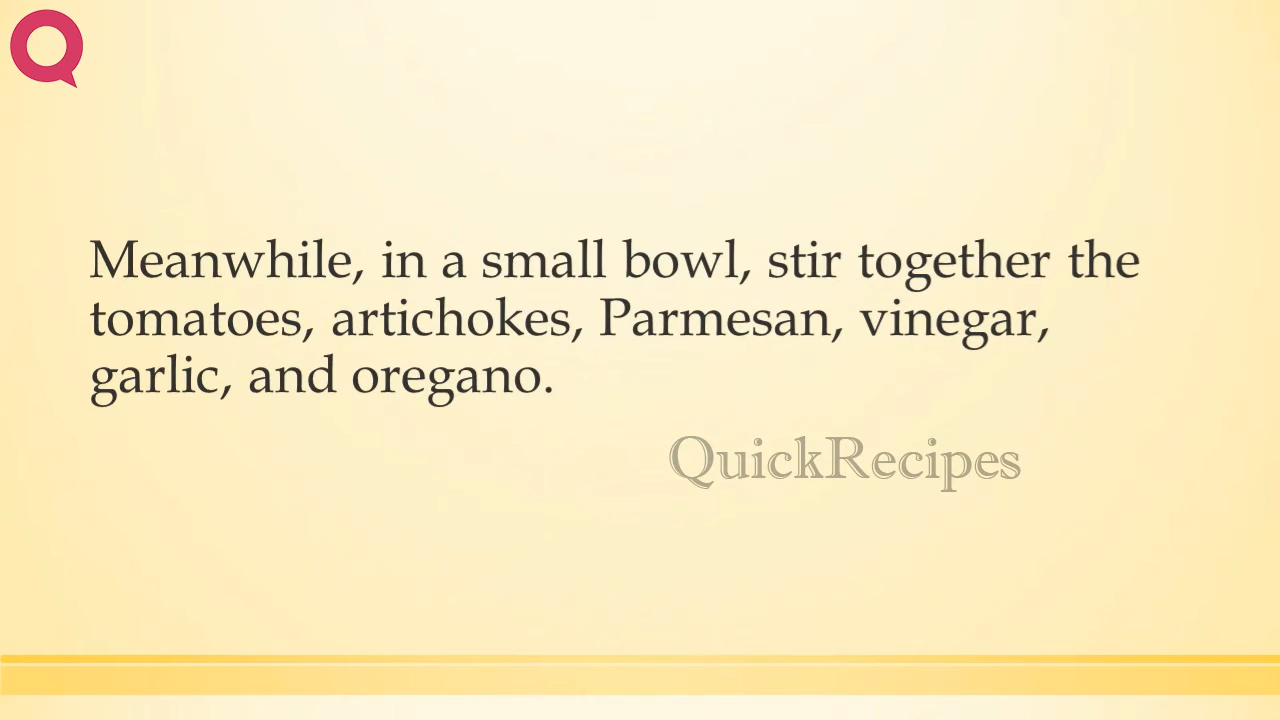 Meanwhile, in a small bowl, stir together the
tomatoes, artichokes, Parmesan, vinegar,
garlic, and oregano.
QuickRecipes